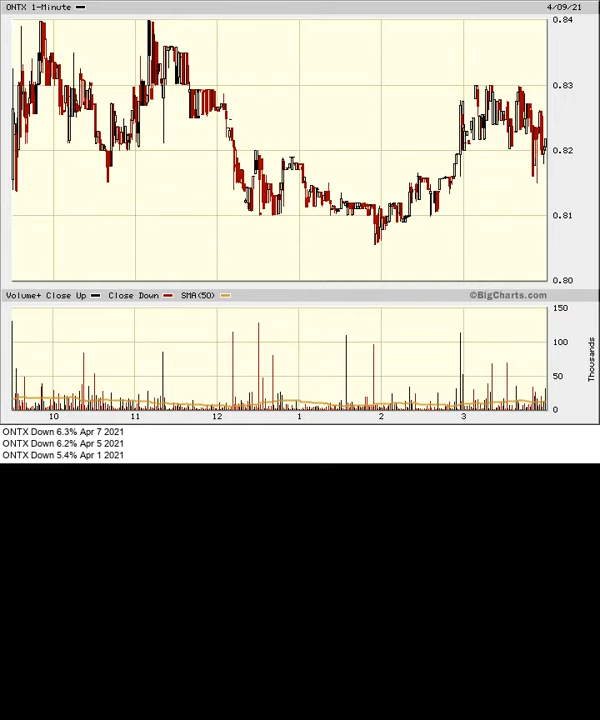 ONTX 1-Minute 4/09/21
0.84
0.83
0.82
0.81
0.80
Volume+ Close Up Close Down SMA(50) ©BigCharts.com
150
100
50
0
Thousands
10 11 12 1 2 3
ONTX Down 6.3% Apr 7 2021
ONTX Down 6.2% Apr 5 2021
ONTX Down 5.4% Apr 1 2021